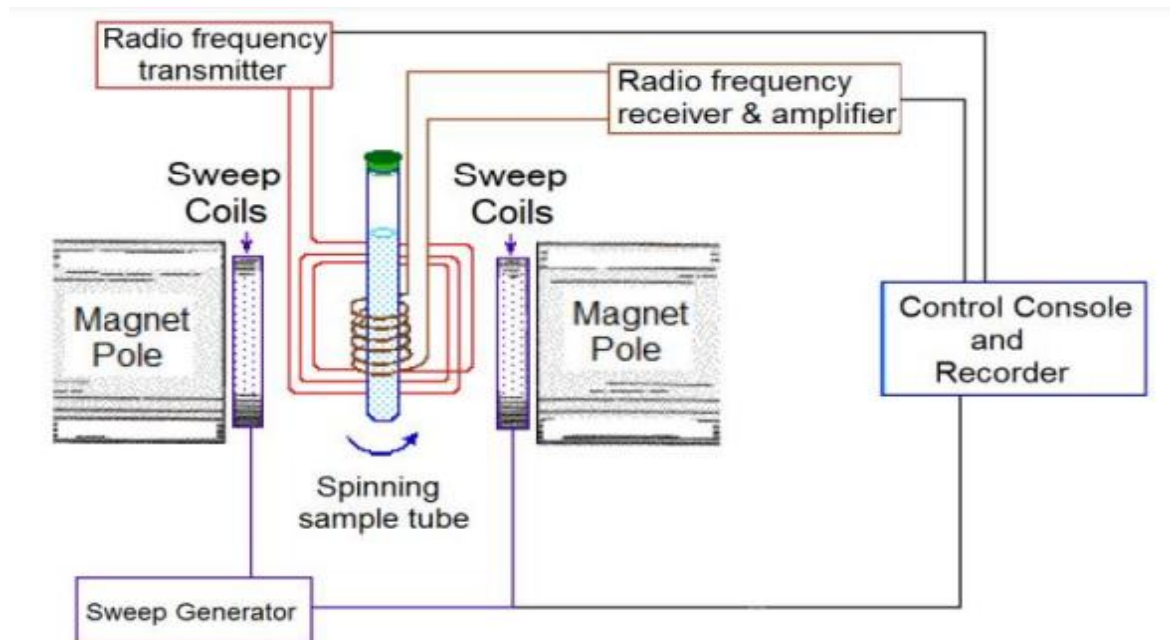 Radio frequency
transmitter
Radio frequency
receiver & amplifier
Sweep
Coils
Sweep
Coils
Magnet
Pole
Magnet
Pole
Control Console
and
Recorder
Spinning
sample tube
Sweep Generator